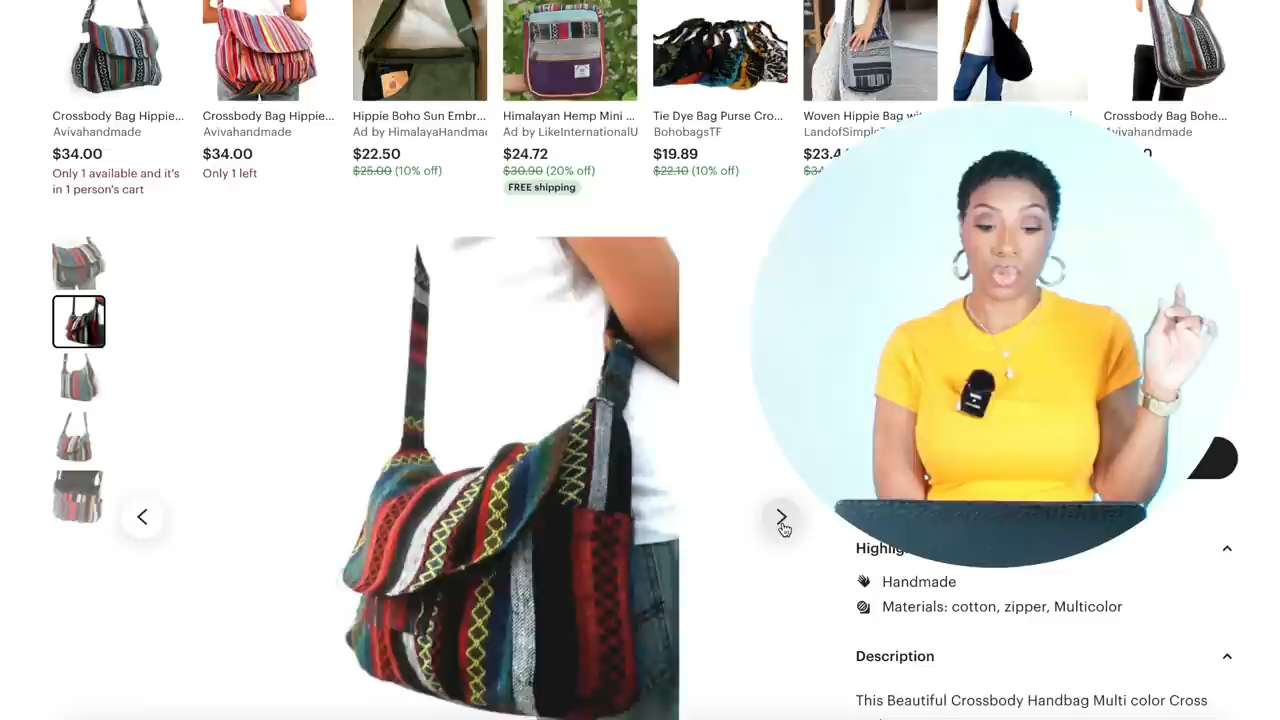 Crossbody Bag Hippie...
Avivahandmade
$34.00
Only 1 available and it's
in 1 person's cart
Crossbody Bag Hippie...
Avivahandmade
$34.00
Only 1 left
Hippie Boho Sun Embr...
Ad by HimalayaHandmad
$22.50
$25.00 (10% off)
Himalayan Hemp Mini ...
Ad by LikeInternationalU
$24.72
$30.90 (20% off)
FREE shipping
Tie Dye Bag Purse Cro...
BohobagsTF
$19.89
$22.10 (10% off)
Woven Hippie Bag
LandofSimple
$23.4
$34
Crossbody Bag Bohe...
Avivahandmade
Handmade
Materials: cotton, zipper, Multicolor
Description
This Beautiful Crossbody Handbag Multi color Cross